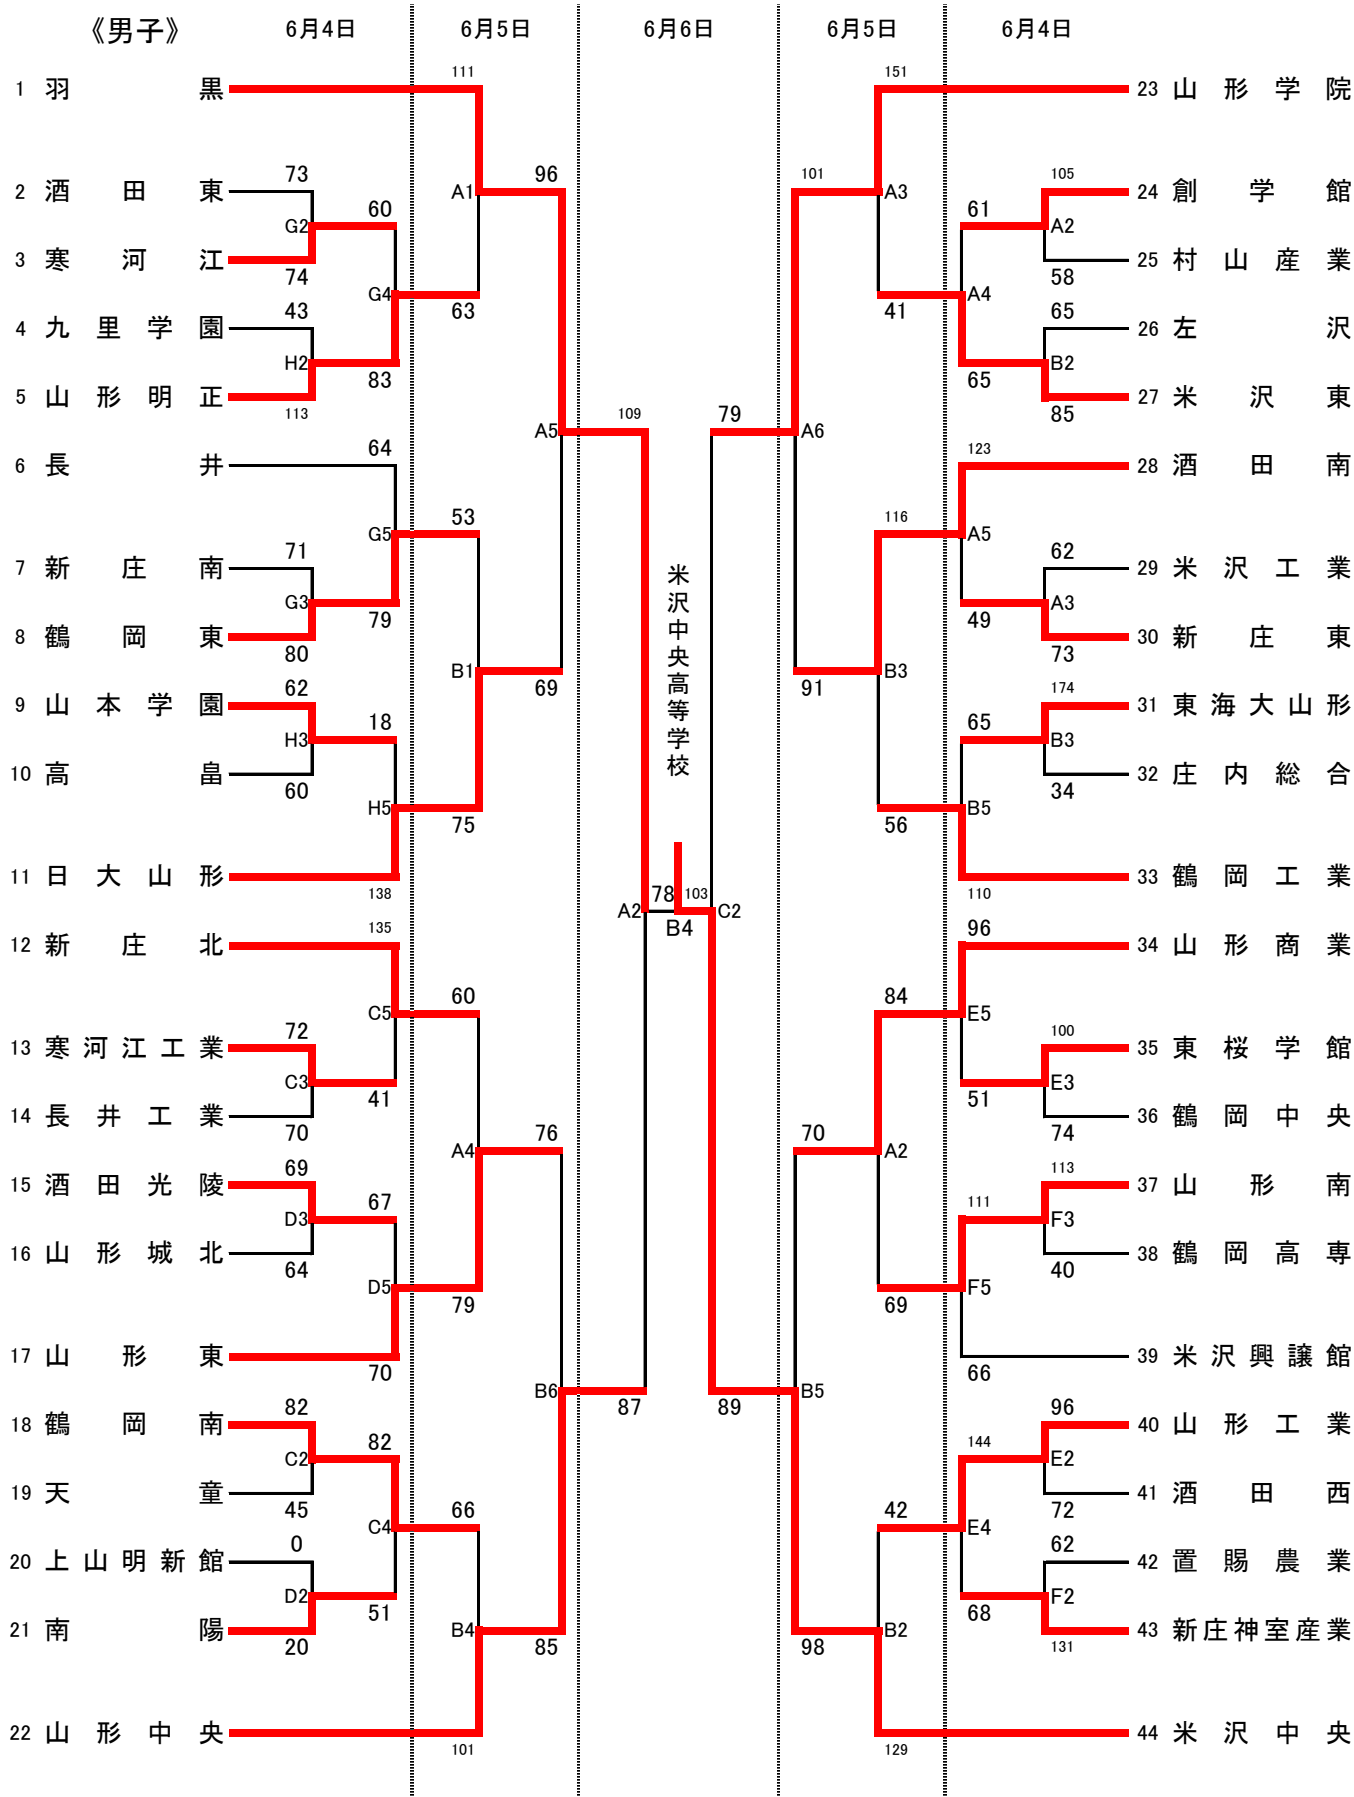 《男子》 6月4日 6月5日 6月6日 6月5日 6月4日
1 羽黒
2 酒田東
3 寒河江
4 九里学園
5 山形明正
6 長井
7 新庄南
8 鶴岡東
9 山本学園
10 高畠
11 日大山形
12 新庄北
13 寒河江工業
14 長井工業
15 酒田光陵
16 山形城北
17 山形東
18 鶴岡南
19 天童
20 上山明新館
21 南陽
22 山形中央
73
G2
74
43
H2
113
71
G3
80
62
H3
60
72
C3
70
69
D3
64
82
C2
45
0
D2
20
60
G4
83
64
G5
79
18
H5
138
135
C5
41
67
D5
70
82
C4
51
111
A1
63
53
B1
75
60
A4
79
66
B4
101
96
A5
69
76
B6
85
109
A2
87
米沢中央高等学校
78 103
B4
79
C2
89
101
A6
91
70
B5
98
151
A3
41
116
B3
56
84
A2
69
42
B2
129
61
A4
65
123
A5
49
65
B5
110
96
E5
51
111
F5
66
144
E4
68
105
A2
58
65
B2
85
62
A3
73
174
B3
34
100
E3
74
113
F3
40
96
E2
72
62
F2
131
23 山形学院
24 創学館
25 村山産業
26 左沢
27 米沢東
28 酒田南
29 米沢工業
30 新庄東
31 東海大山形
32 庄内総合
33 鶴岡工業
34 山形商業
35 東桜学館
36 鶴岡中央
37 山形南
38 鶴岡高専
39 米沢興譲館
40 山形工業
41 酒田西
42 置賜農業
43 新庄神室産業
44 米沢中央